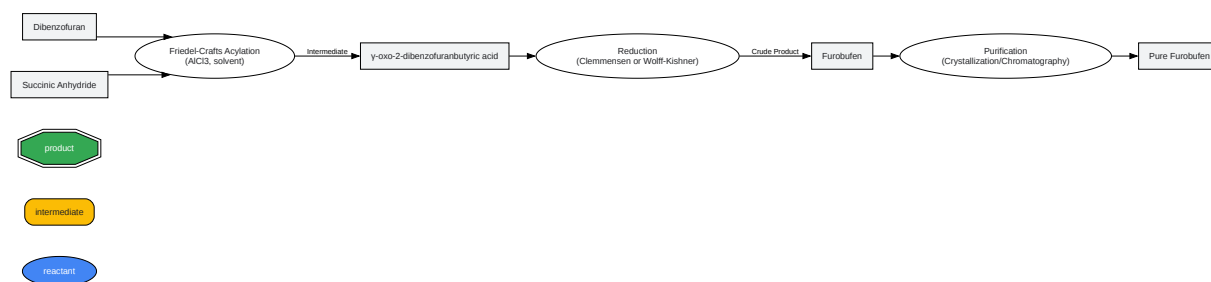 Dibenzofuran
Succinic Anhydride
Friedel-Crafts Acylation
(AlCl3, solvent)
Intermediate
γ-oxo-2-dibenzofuranbutyric acid
Reduction
(Clemmensen or Wolff-Kishner)
Crude Product
Furobufen
Purification
(Crystallization/Chromatography)
Pure Furobufen
product
intermediate
reactant